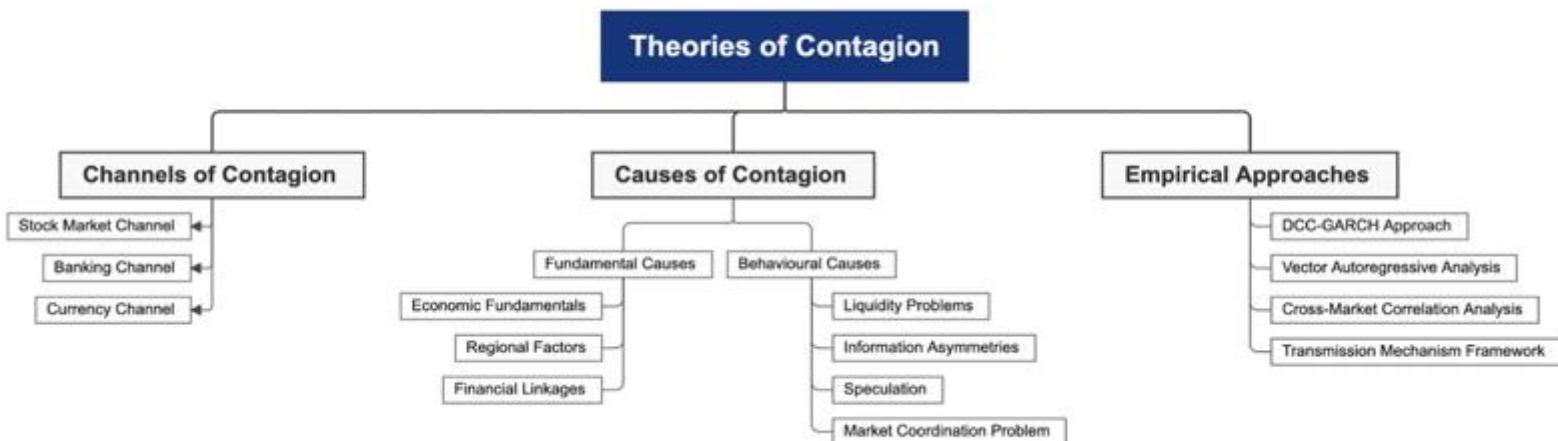 Theories of Contagion
Channels of Contagion
Stock Market Channel
Banking Channel
Currency Channel
Causes of Contagion
Fundamental Causes
Economic Fundamentals
Regional Factors
Financial Linkages
Behavioural Causes
Liquidity Problems
Information Asymmetries
Speculation
Market Coordination Problem
Empirical Approaches
DCC-GARCH Approach
Vector Autoregressive Analysis
Cross-Market Correlation Analysis
Transmission Mechanism Framework